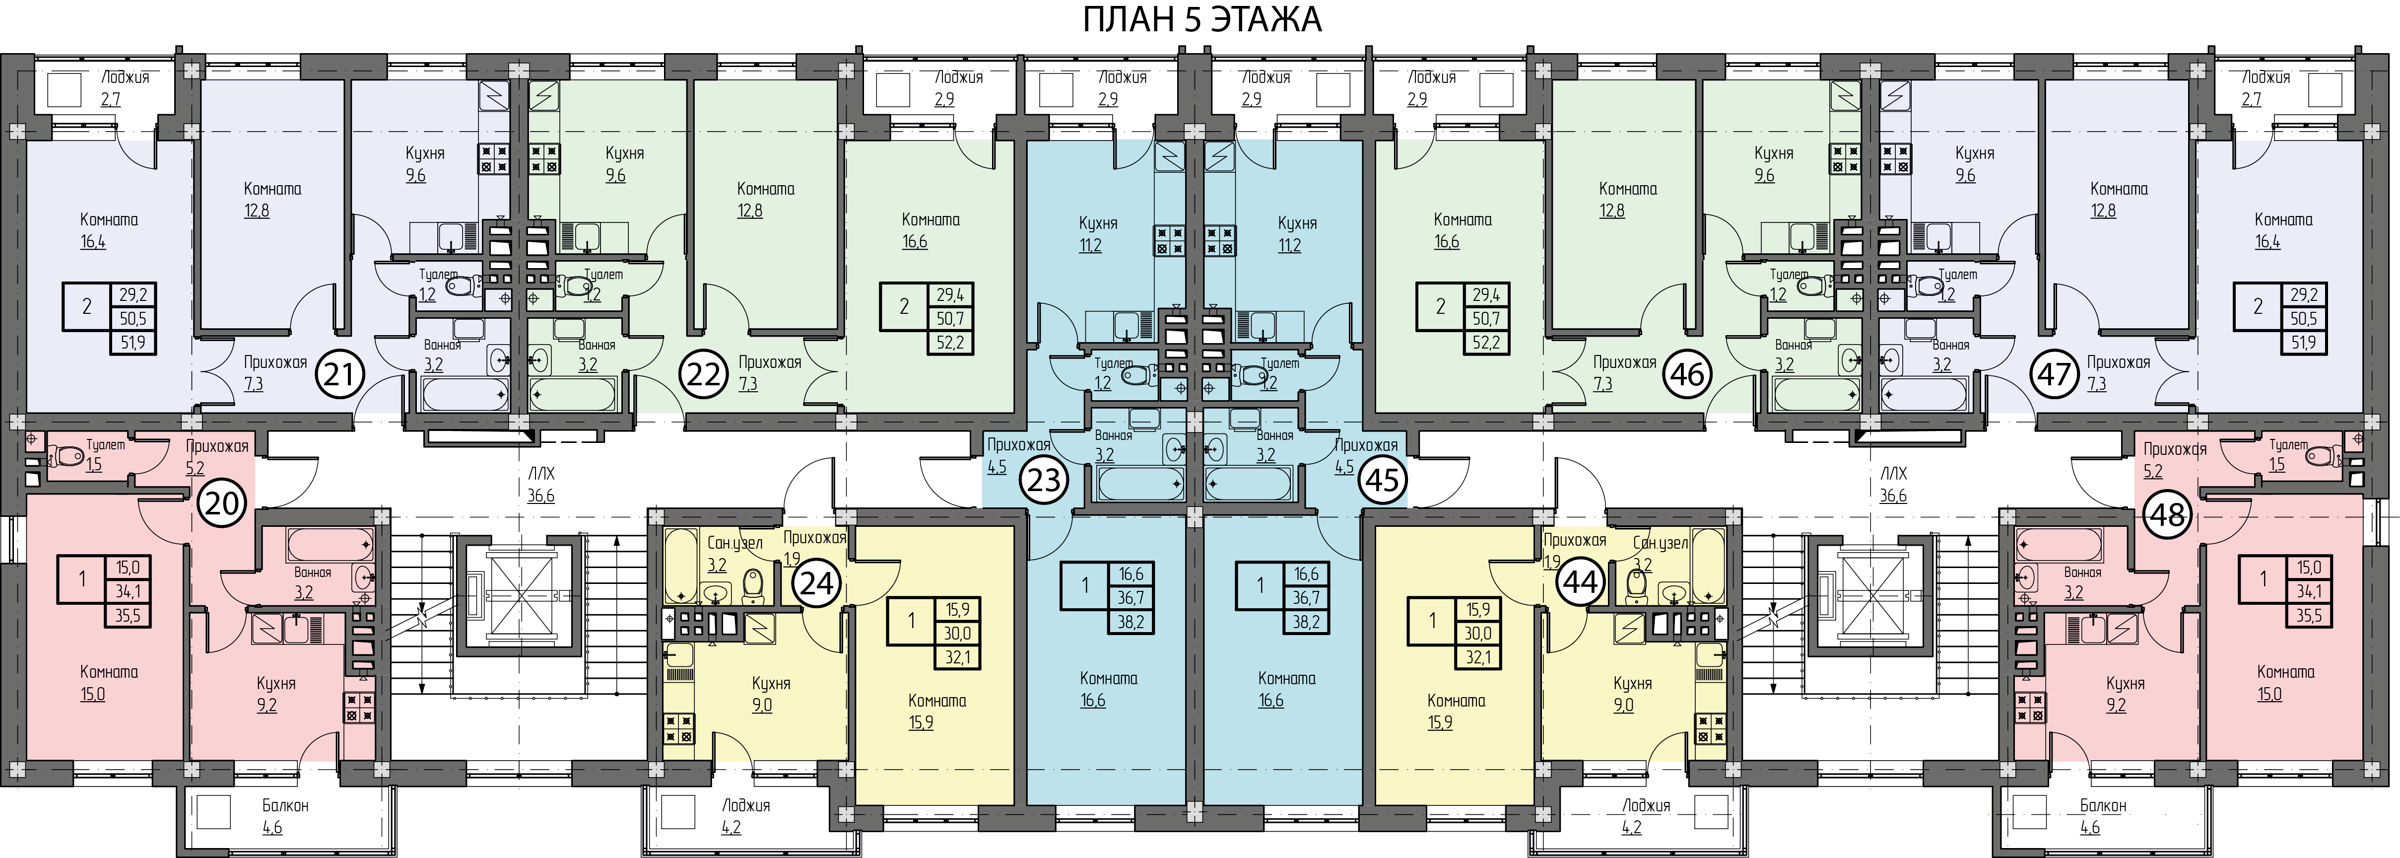 ПЛАН 5 ЭТАЖА
Лоджия
2,7
Комната
16,4
2
29,2
50,5
51,9
Комната
12,8
Кухня
9,6
Туалет
1,2
Ванная
3,2
Прихожая
7,3
21
Кухня
9,6
Туалет
1,2
Ванная
3,2
Комната
12,8
22
Прихожая
7,3
Лоджия
2,9
Комната
16,6
2
29,4
50,7
52,2
Лоджия
2,9
Кухня
11,2
Туалет
1,2
Ванная
3,2
Прихожая
4,5
23
1
16,6
36,7
38,2
Комната
16,6
Лоджия
2,9
Кухня
11,2
Туалет
1,2
Ванная
3,2
Прихожая
4,5
45
1
16,6
36,7
38,2
Комната
16,6
Лоджия
2,9
Комната
16,6
2
29,4
50,7
52,2
Комната
12,8
Кухня
9,6
Туалет
1,2
Ванная
3,2
Прихожая
7,3
46
Кухня
9,6
Туалет
1,2
Ванная
3,2
Комната
12,8
47
Прихожая
7,3
Лоджия
2,7
Комната
16,4
2
29,2
50,5
51,9
Туалет
1,5
Прихожая
5,2
20
1
15,0
34,1
35,5
Комната
15,0
Ванная
3,2
Кухня
9,2
Балкон
4,6
ЛЛХ
36,6
Сан.узел
3,2
Прихожая
1,9
24
Кухня
9,0
Лоджия
4,2
1
15,9
30,0
32,1
Комната
15,9
1
15,9
30,0
32,1
Комната
15,9
Прихожая
1,9
44
Сан.узел
3,2
Кухня
9,0
Лоджия
4,2
ЛЛХ
36,6
Прихожая
5,2
48
Туалет
1,5
Ванная
3,2
Кухня
9,2
Балкон
4,6
1
15,0
34,1
35,5
Комната
15,0